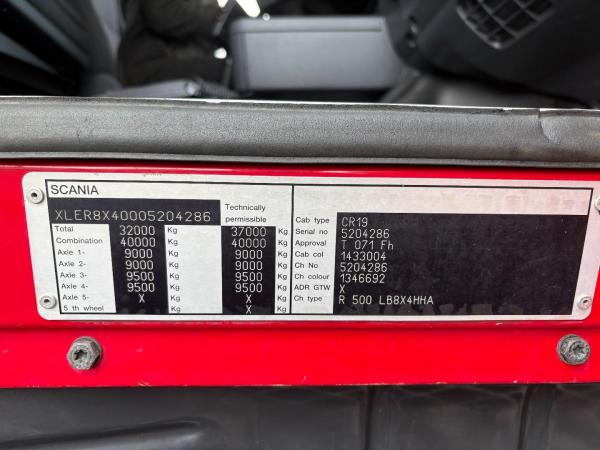 SCANIA
XLER8X40005204286 Technically permissible
Total 32000 Kg 37000 Kg
Combination 40000 Kg 40000 Kg
Axle 1- 9000 Kg 9000 Kg
Axle 2- 9000 Kg 9000 Kg
Axle 3- 9500 Kg 9500 Kg
Axle 4- 9500 Kg 9500 Kg
Axle 5- X Kg X Kg
5 th wheel Kg Kg
Cab type CR19
Serial no 5204286
Approval T 071 Fh
Cab col 1433004
Ch No 5204286
Ch colour 1346692
ADR GTW X
Ch type R 500 LB8X4HHA